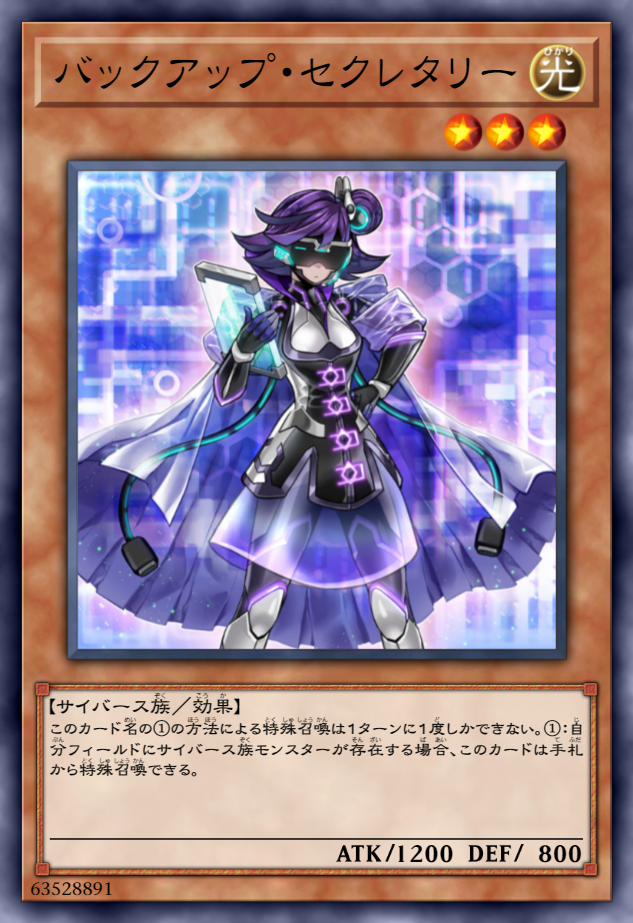 バックアップ・セクレタリー
光
【サイバース族／効果】
このカード名の①の方法による特殊召喚は1ターンに1度しかできない。①：自
分フィールドにサイバース族モンスターが存在する場合、このカードは手札
から特殊召喚できる。
ATK/1200 DEF/ 800
63528891